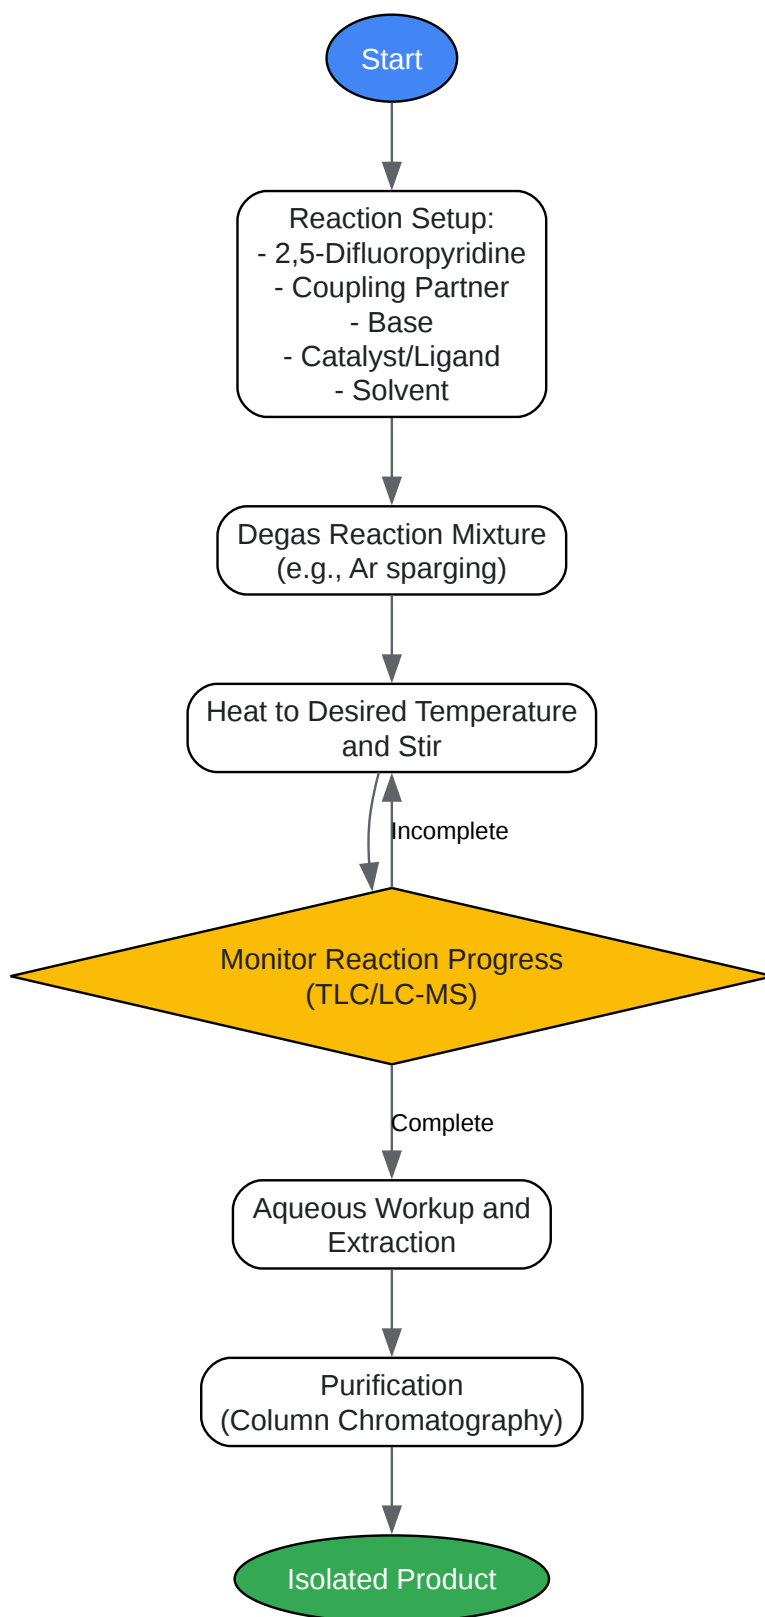 Start
Reaction Setup:
- 2,5-Difluoropyridine
- Coupling Partner
- Base
- Catalyst/Ligand
- Solvent
Degas Reaction Mixture
(e.g., Ar sparging)
Heat to Desired Temperature
and Stir
Incomplete
Monitor Reaction Progress
(TLC/LC-MS)
Complete
Aqueous Workup and
Extraction
Purification
(Column Chromatography)
Isolated Product